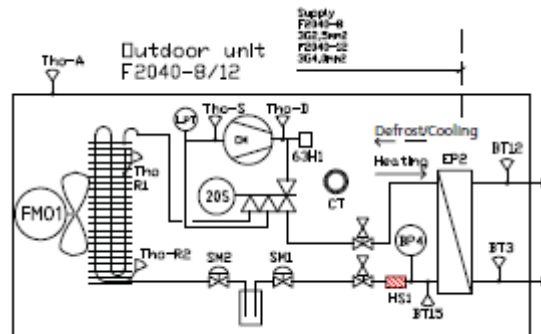 Supply
F2040-8
3G2,5mm2
F2040-12
3G4,0mm2
Outdoor unit
F2040-8/12
Tho-A
LPT
Tho-S
Tho-D
CM
63H1
Defrost/Cooling
Heating
EP2
BT12
Tho
R1
20S
CT
FM01
Tho-R2
SM2
SM1
BP4
BT3
HS1
BT15